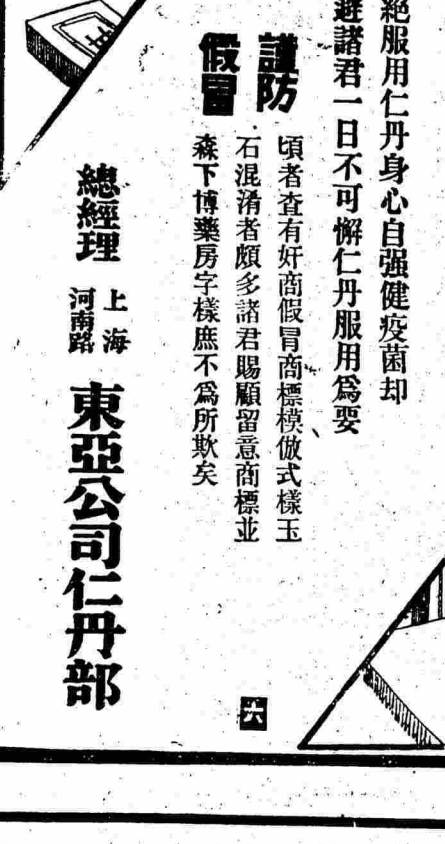 絕服用仁丹身心自强健疫菌却
避諸君一日不可懈仁丹服用爲要
謹防
假冒
頃者査有奸商假冒商標模倣式樣玉
石混淆者頗多諸君賜顧留意商標並
森下博藥房字樣庶不爲所欺矣
總經理
上海
河南路
東亞公司仁丹部
六